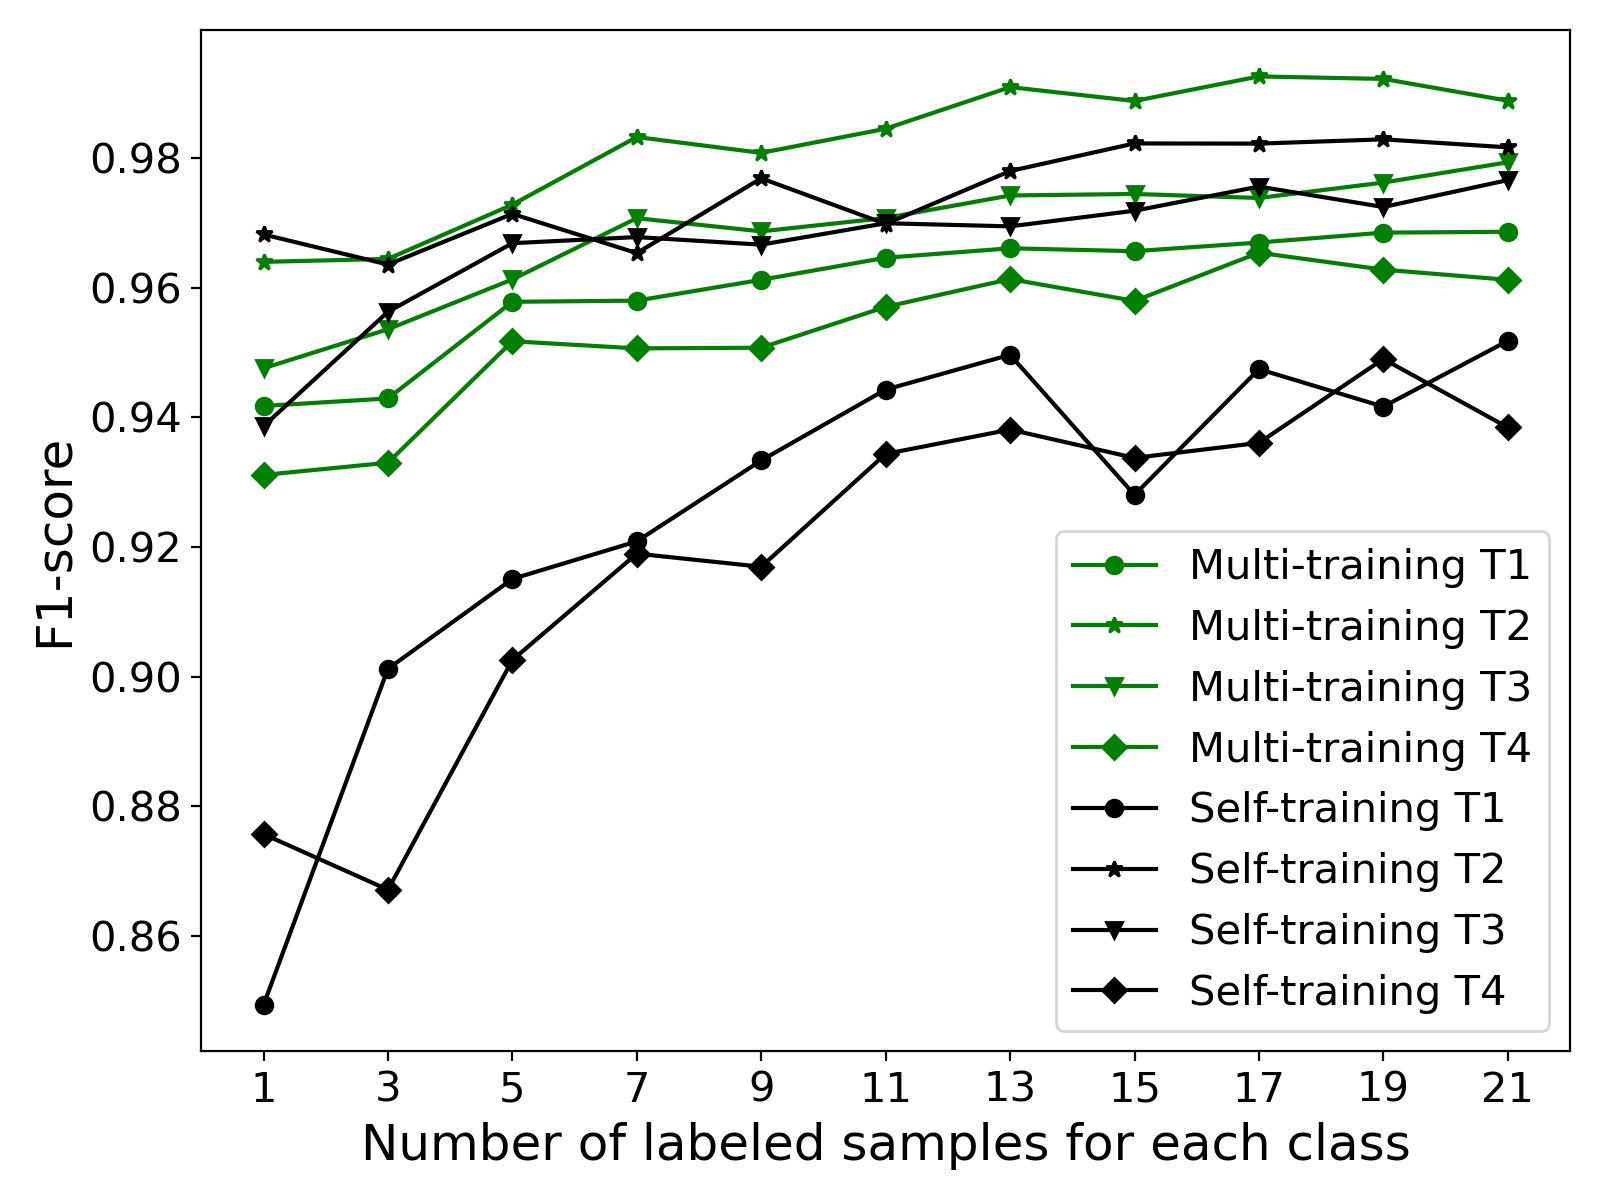 F1-score
0.98
0.96
0.94
0.92
0.90
0.88
0.86
1 3 5 7 9 11 13 15 17 19 21
Number of labeled samples for each class
Multi-training T1
Multi-training T2
Multi-training T3
Multi-training T4
Self-training T1
Self-training T2
Self-training T3
Self-training T4